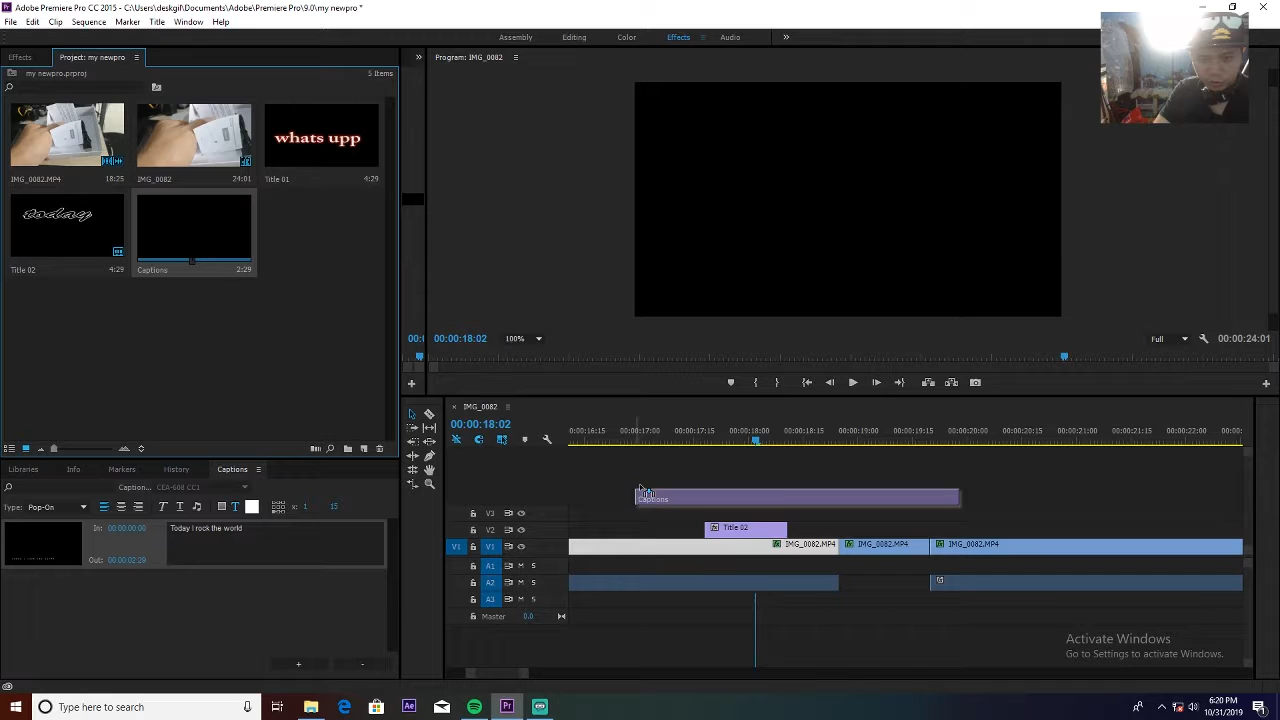 Adobe Premiere Pro CC 2015 - C:\Users\deskgif\Documents\Adobe\Premiere Pro\9.0\my newpro *
File Edit Clip Sequence Marker Title Window Help
Assembly Editing Color Effects Audio
Effects Project: my newpro
my newpro.prproj 5 Items
IMG_0082.MP4 18:25
IMG_0082 24:01
whats upp
Title 01 4:29
today
Title 02 4:29
Captions 2:29
Program: IMG_0082
00:00:18:02 100% Full 00:00:24:01
IMG_0082
00:00:18:02
0:00:16:15 00:00:17:00 00:00:17:15 00:00:18:00 00:00:18:15 00:00:19:00 00:00:19:15 00:00:20:00 00:00:21:00 00:00:22:00
Captions
V3
V2 Title 02
V1 V1 IMG_0082.MP4 IMG_0082.MP4 IMG_0082.MP4
A1 M S
A2 M S
A3 M S
Master 0.0
Libraries Info Markers History Captions
Caption... CEA-608 CC1
Type: Pop-On T T x: 1 15
In: 00:00:00:00 Today I rock the world
Out: 00:00:02:29
Activate Windows
Go to Settings to activate Windows.
Type here to search
6:20 PM
10/31/2019